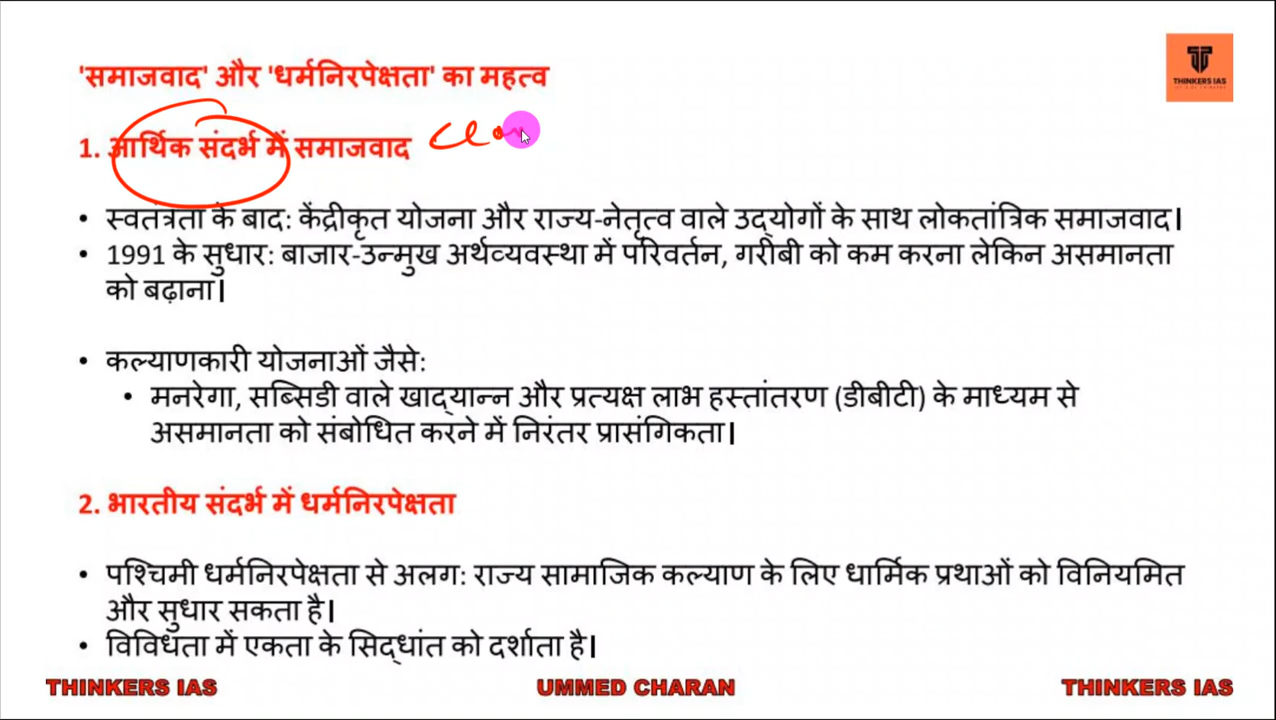 'समाजवाद' और 'धर्मनिरपेक्षता' का महत्व
THINKERS IAS
1. आर्थिक संदर्भ में समाजवाद
• स्वतंत्रता के बाद: केंद्रीकृत योजना और राज्य-नेतृत्व वाले उद्योगों के साथ लोकतांत्रिक समाजवाद।
• 1991 के सुधार: बाजार-उन्मुख अर्थव्यवस्था में परिवर्तन, गरीबी को कम करना लेकिन असमानता
को बढ़ाना।
• कल्याणकारी योजनाओं जैसे:
• मनरेगा, सब्सिडी वाले खाद्यान्न और प्रत्यक्ष लाभ हस्तांतरण (डीबीटी) के माध्यम से
असमानता को संबोधित करने में निरंतर प्रासंगिकता।
2. भारतीय संदर्भ में धर्मनिरपेक्षता
• पश्चिमी धर्मनिरपेक्षता से अलग: राज्य सामाजिक कल्याण के लिए धार्मिक प्रथाओं को विनियमित
और सुधार सकता है।
• विविधता में एकता के सिद्धांत को दर्शाता है।
THINKERS IAS UMMED CHARAN THINKERS IAS